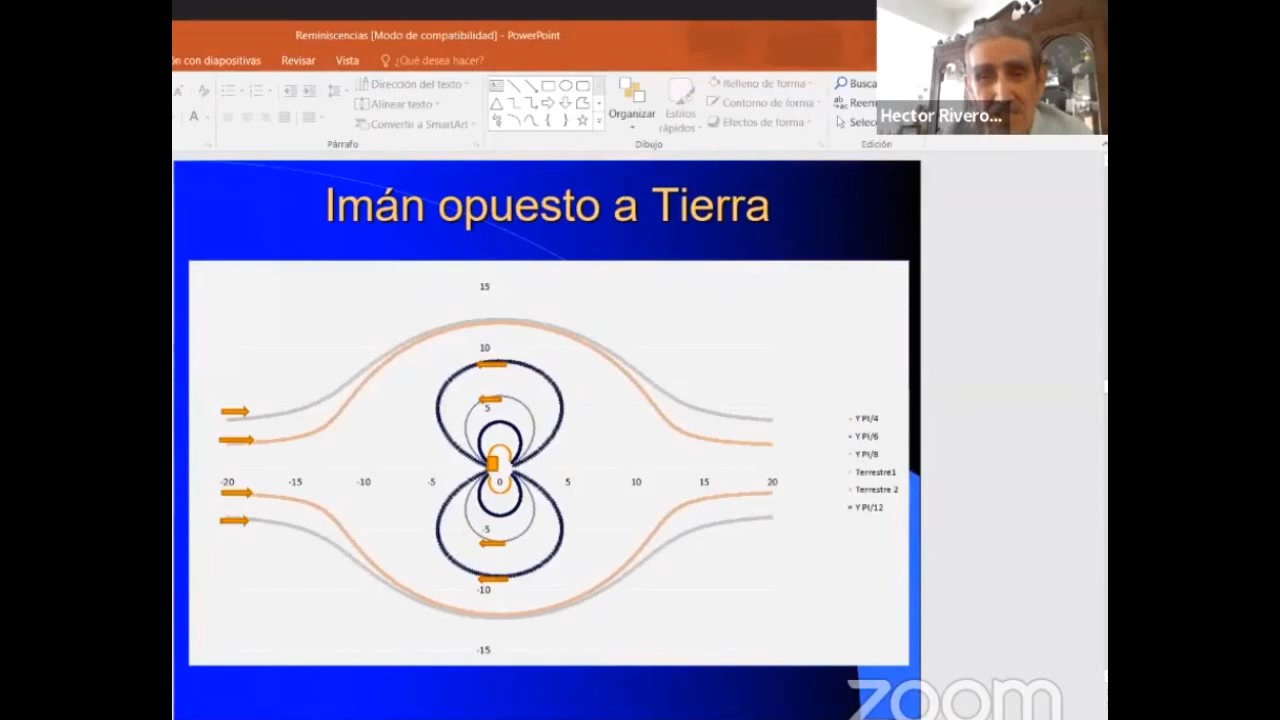 Reminiscencias [Modo de compatibilidad] - PowerPoint
ón con diapositivas Revisar Vista ¿Qué desea hacer?
Dirección del texto
Alinear texto
Convertir a SmartArt
Párrafo
Organizar
Estilos
rápidos
Relleno de forma
Contorno de forma
Efectos de forma
Dibujo
Busca
Reem
Selec
Edición
Hector Rivero...
Imán opuesto a Tierra
15
10
5
-20 -15 -10 -5 0 5 10 15 20
-5
-10
-15
Y PI/4
Y PI/6
Y PI/8
Terrestre1
Terrestre 2
Y PI/12
zoom